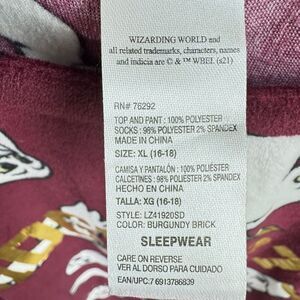 WIZARDING WORLD and
all related trademarks, characters, names
and indicia are © & ™ WBEI. (s21)
RN# 76292
TOP AND PANT : 100% POLYESTER
SOCKS : 98% POLYESTER 2% SPANDEX
MADE IN CHINA
SIZE: XL (16-18)
CAMISA Y PANTALÓN : 100% POLIÉSTER
CALCETINES : 98% POLIÉSTER 2% SPANDEX
HECHO EN CHINA
TALLA: XG (16-18)
STYLE: LZ41920SD
COLOR: BURGUNDY BRICK
SLEEPWEAR
CARE ON REVERSE
VER AL DORSO PARA CUIDADO
EAN/UPC:7 6913786839